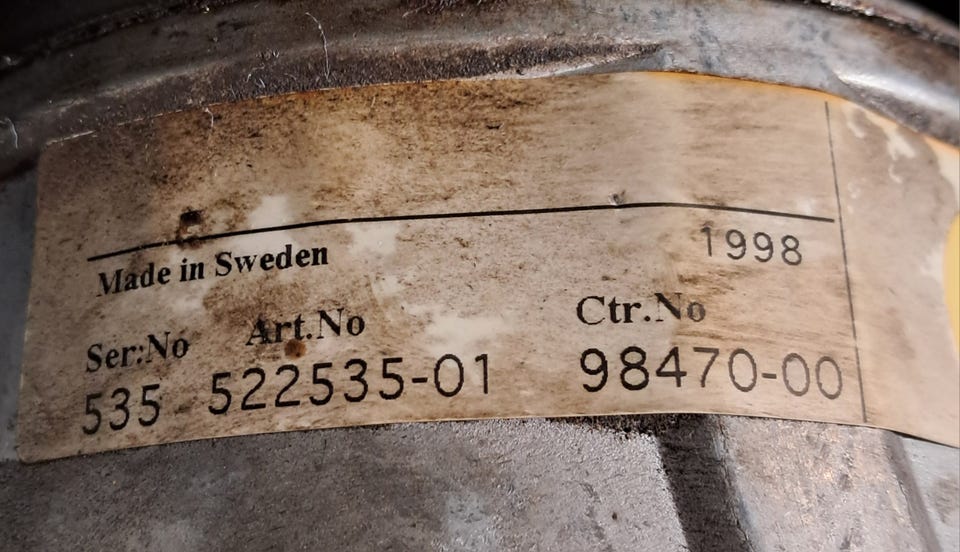 Made in Sweden 1998
Ser:No Art.No Ctr.No
535 522535-01 98470-00